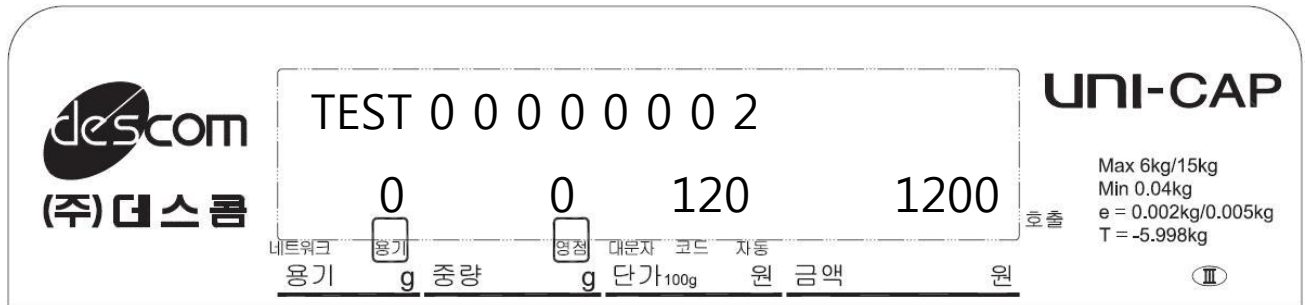 descom
(주)데스콤
TEST 0 0 0 0 0 0 0 2
0 0 120 1200
호출
네트워크 용기 영점 대문자 코드 자동
용기 g 중량 g 단가100g 원 금액 원
UNI-CAP
Max 6kg/15kg
Min 0.04kg
e = 0.002kg/0.005kg
T = -5.998kg
Ⅲ